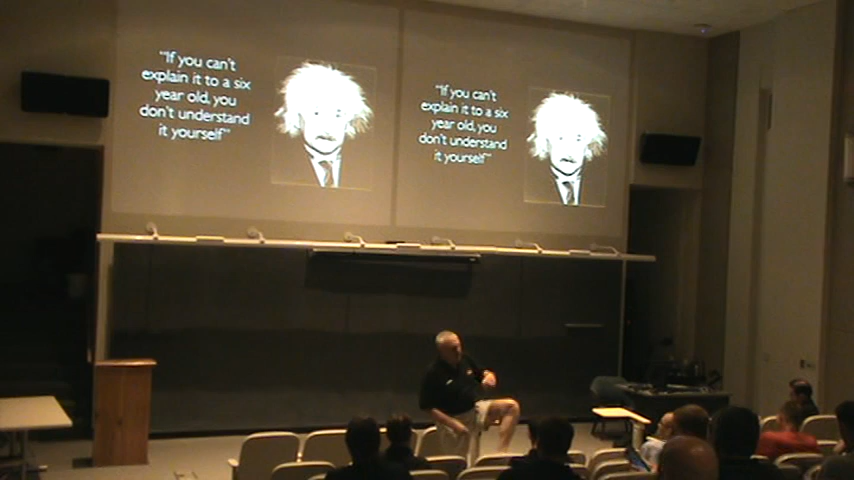 "If you can't
explain it to a six
year old, you
don't understand
it yourself"
"If you can't
explain it to a six
year old, you
don't understand
it yourself"